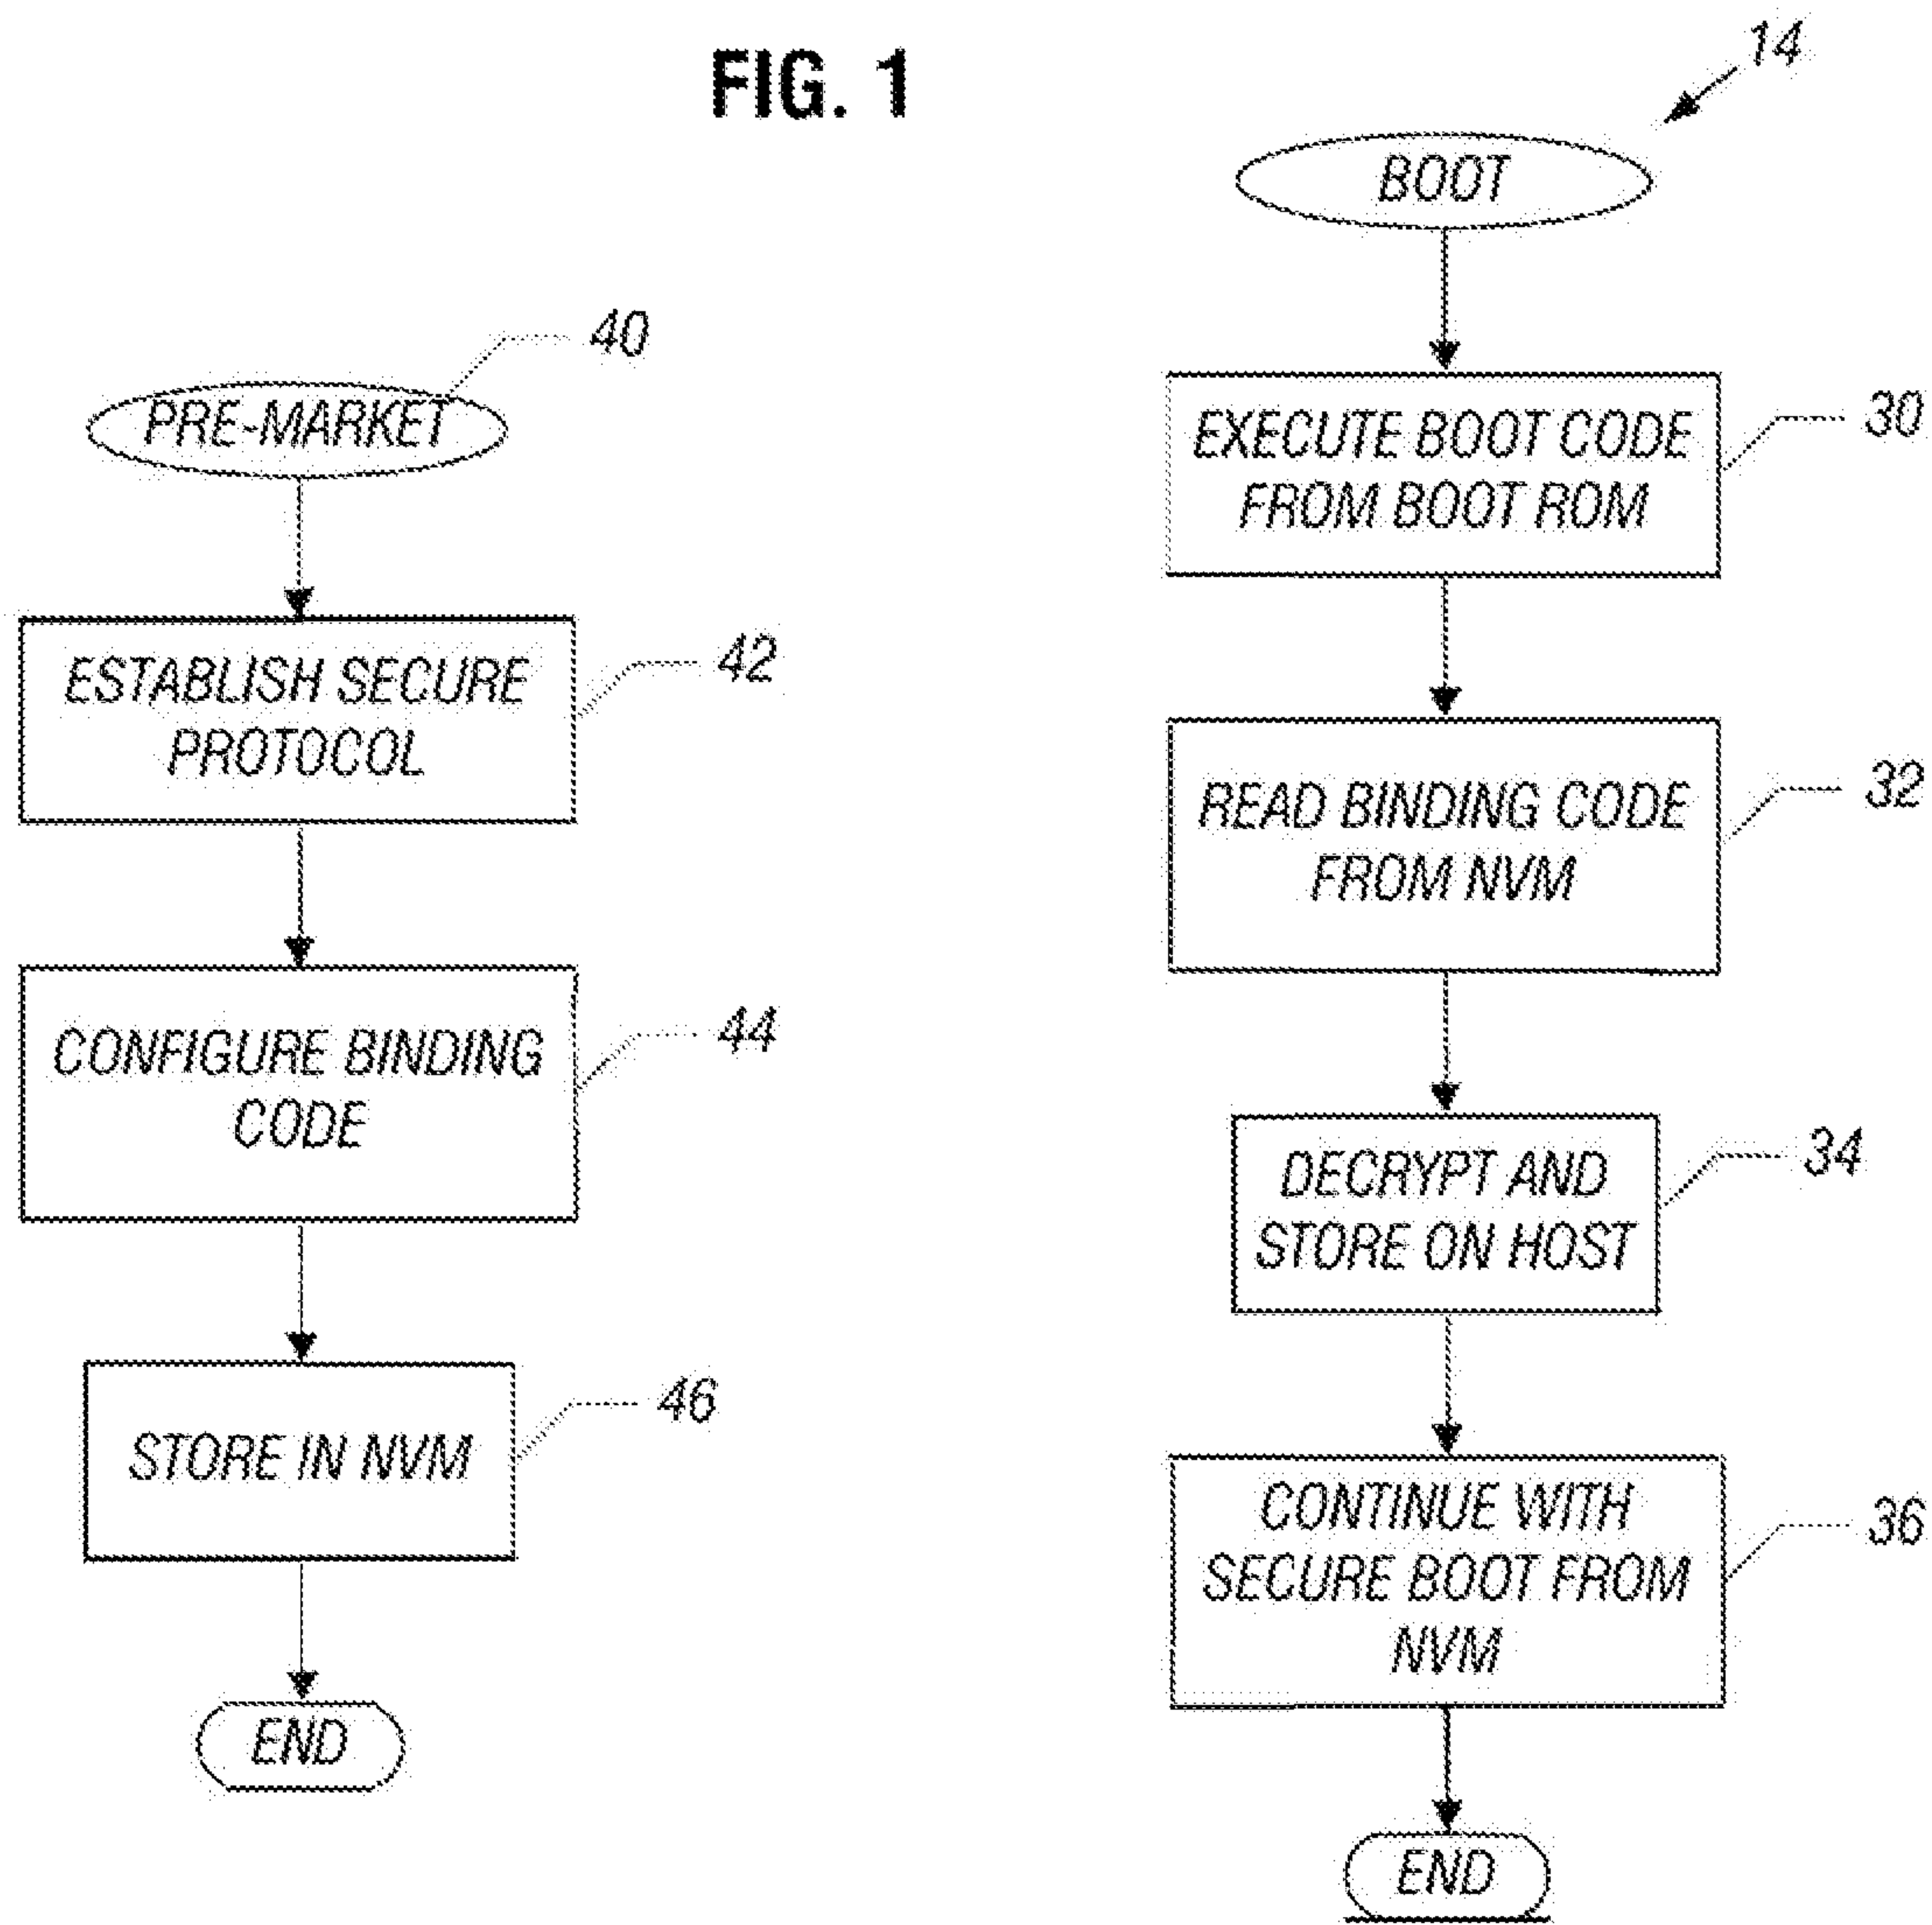 FIG. 1
40
PRE-MARKET
42
ESTABLISH SECURE
PROTOCOL
44
CONFIGURE BINDING
CODE
46
STORE IN NVM
END
14
BOOT
30
EXECUTE BOOT CODE
FROM BOOT ROM
32
READ BINDING CODE
FROM NVM
34
DECRYPT AND
STORE ON HOST
36
CONTINUE WITH
SECURE BOOT FROM
NVM
END